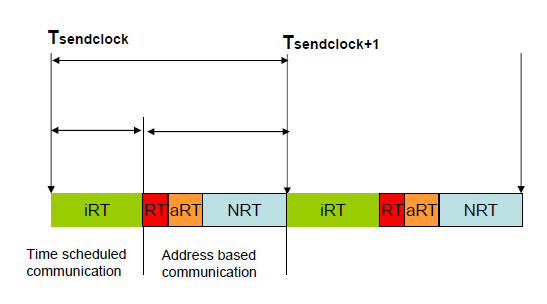 Tsendclock
Tsendclock+1
iRT RT aRT NRT iRT RT aRT NRT
Time scheduled communication
Address based communication